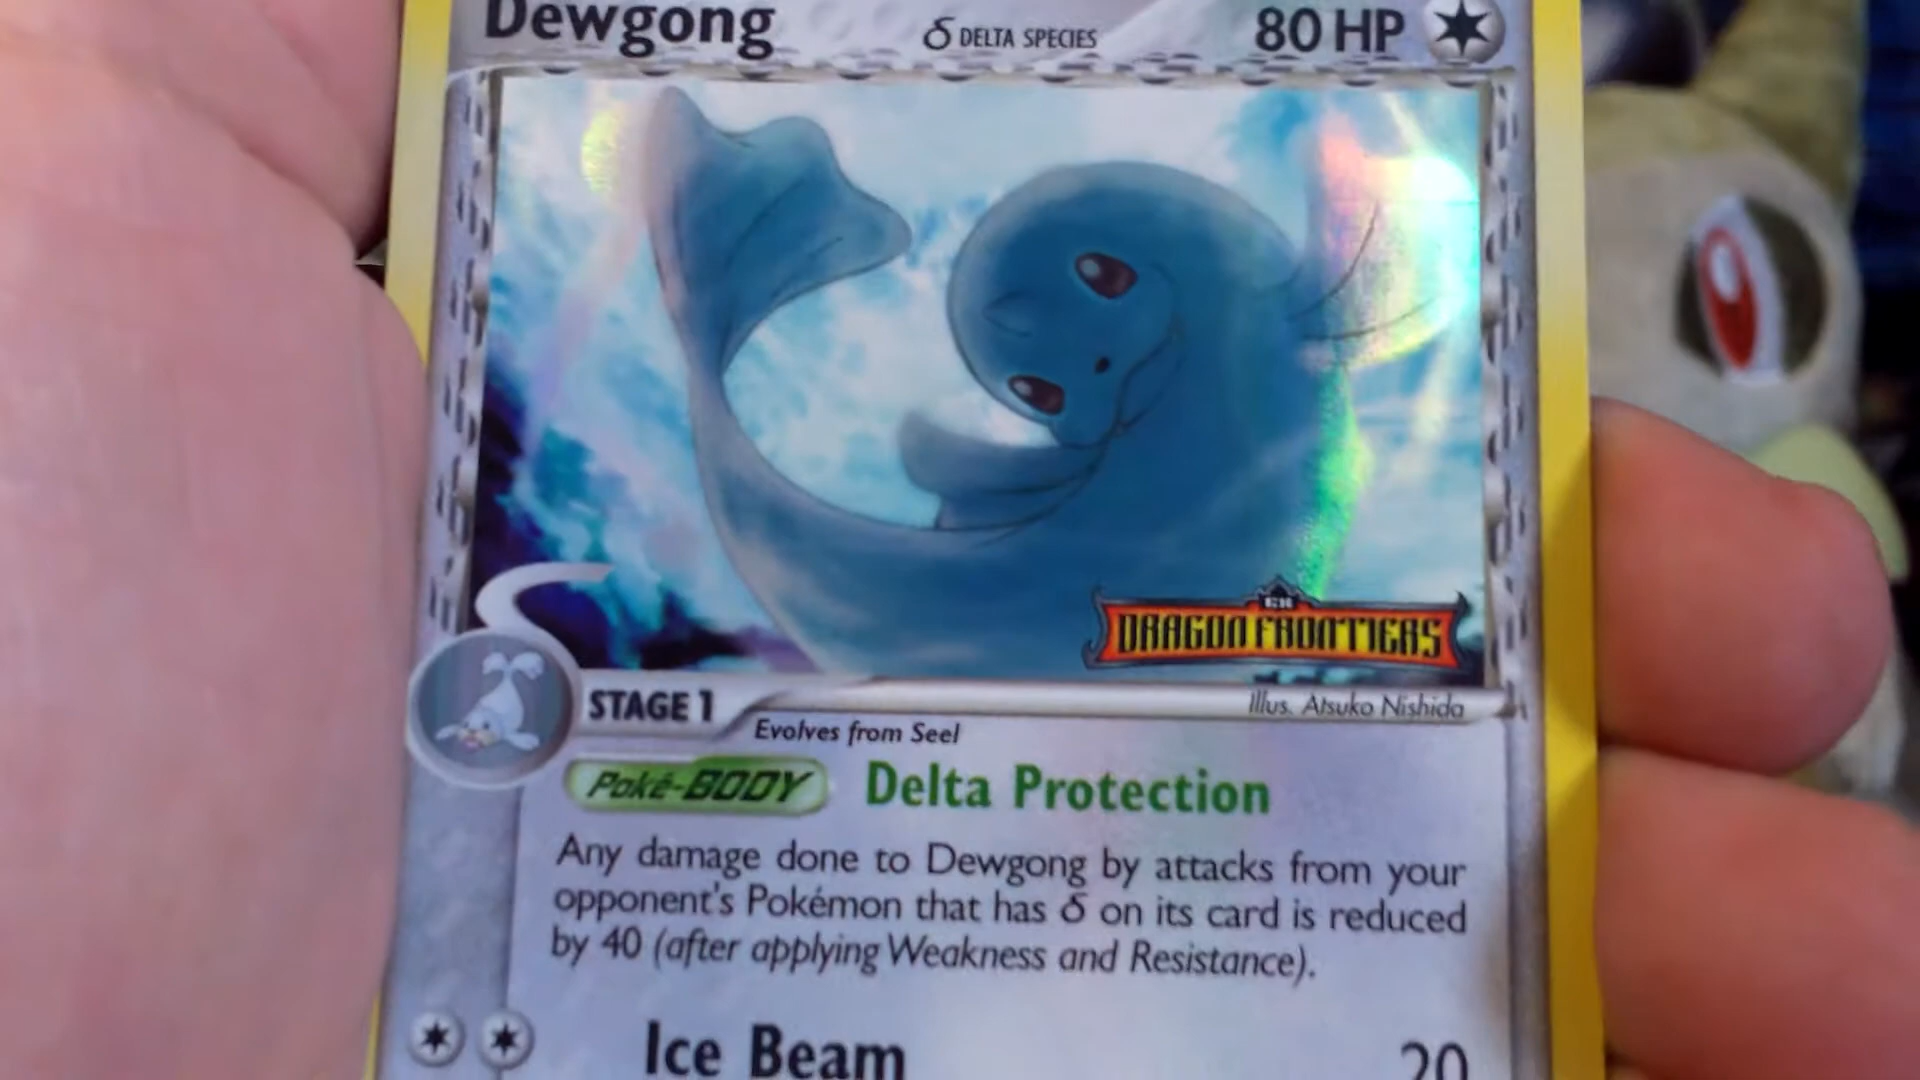 Dewgong δ DELTA SPECIES 80 HP
EX
DRAGON FRONTIERS
STAGE 1
Illus. Atsuko Nishida
Evolves from Seel
Poké-BODY Delta Protection
Any damage done to Dewgong by attacks from your
opponent's Pokémon that has δ on its card is reduced
by 40 (after applying Weakness and Resistance).
Ice Beam 20